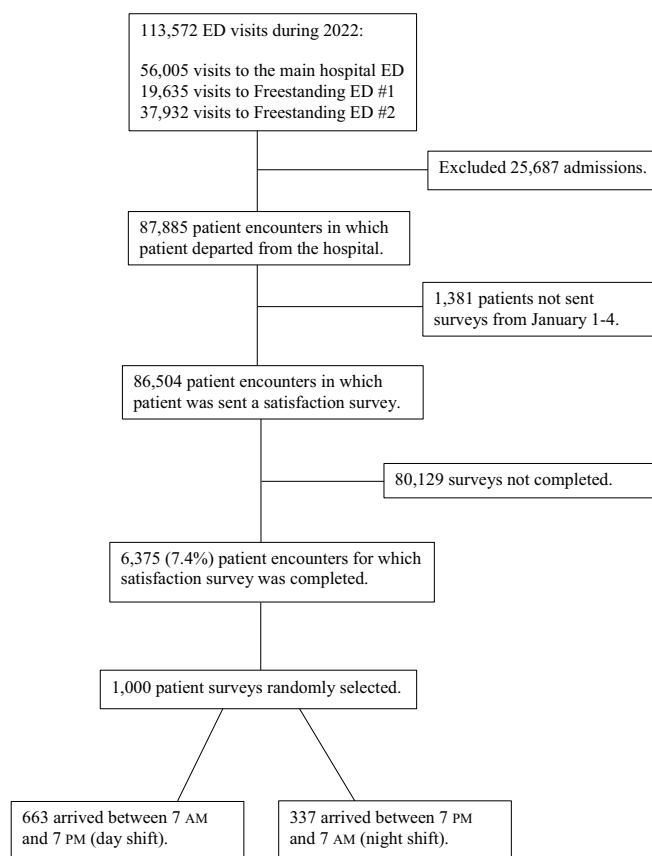 113,572 ED visits during 2022:
56,005 visits to the main hospital ED
19,635 visits to Freestanding ED #1
37,932 visits to Freestanding ED #2
Excluded 25,687 admissions.
87,885 patient encounters in which
patient departed from the hospital.
1,381 patients not sent
surveys from January 1-4.
86,504 patient encounters in which
patient was sent a satisfaction survey.
80,129 surveys not completed.
6,375 (7.4%) patient encounters for which
satisfaction survey was completed.
1,000 patient surveys randomly selected.
663 arrived between 7 AM
and 7 PM (day shift).
337 arrived between 7 PM
and 7 AM (night shift).